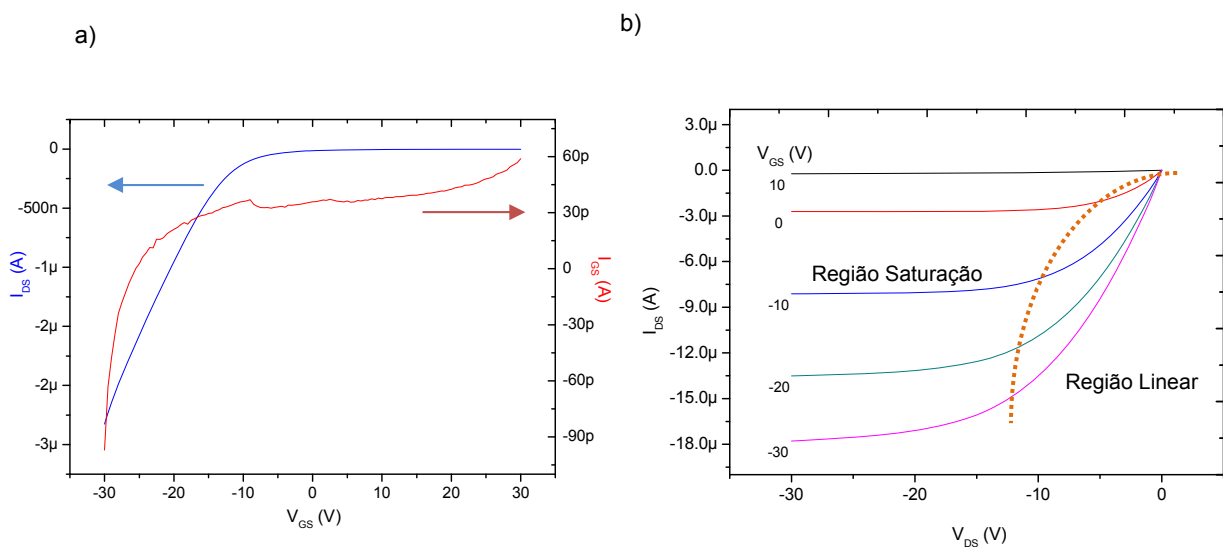 a)
0
-500n
-1µ
-2µ
-2µ
-3µ
I_DS (A)
60p
30p
0
-30p
-60p
-90p
I_GS (A)
-30 -20 -10 0 10 20 30
V_GS (V)
b)
3.0µ
0.0
-3.0µ
-6.0µ
-9.0µ
-12.0µ
-15.0µ
-18.0µ
I_DS (A)
V_GS (V)
10
0
-10
-20
-30
Região Saturação
Região Linear
-30 -20 -10 0
V_DS (V)